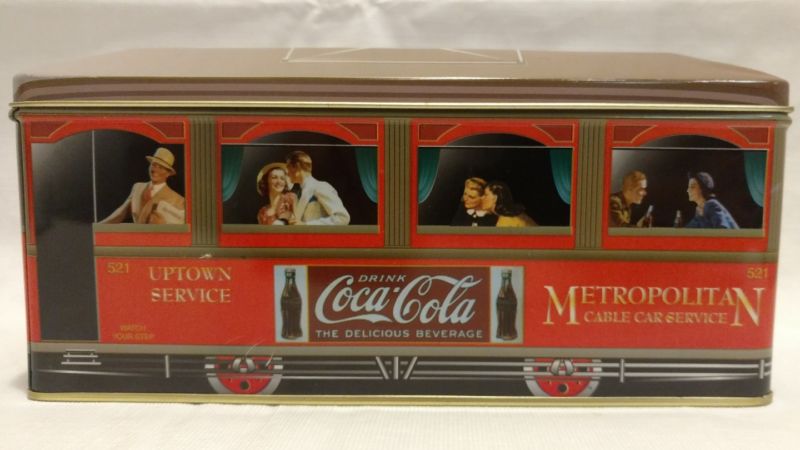 521
UPTOWN
SERVICE
WATCH
YOUR STEP
DRINK
Coca-Cola
THE DELICIOUS BEVERAGE
521
METROPOLITAN
CABLE CAR SERVICE